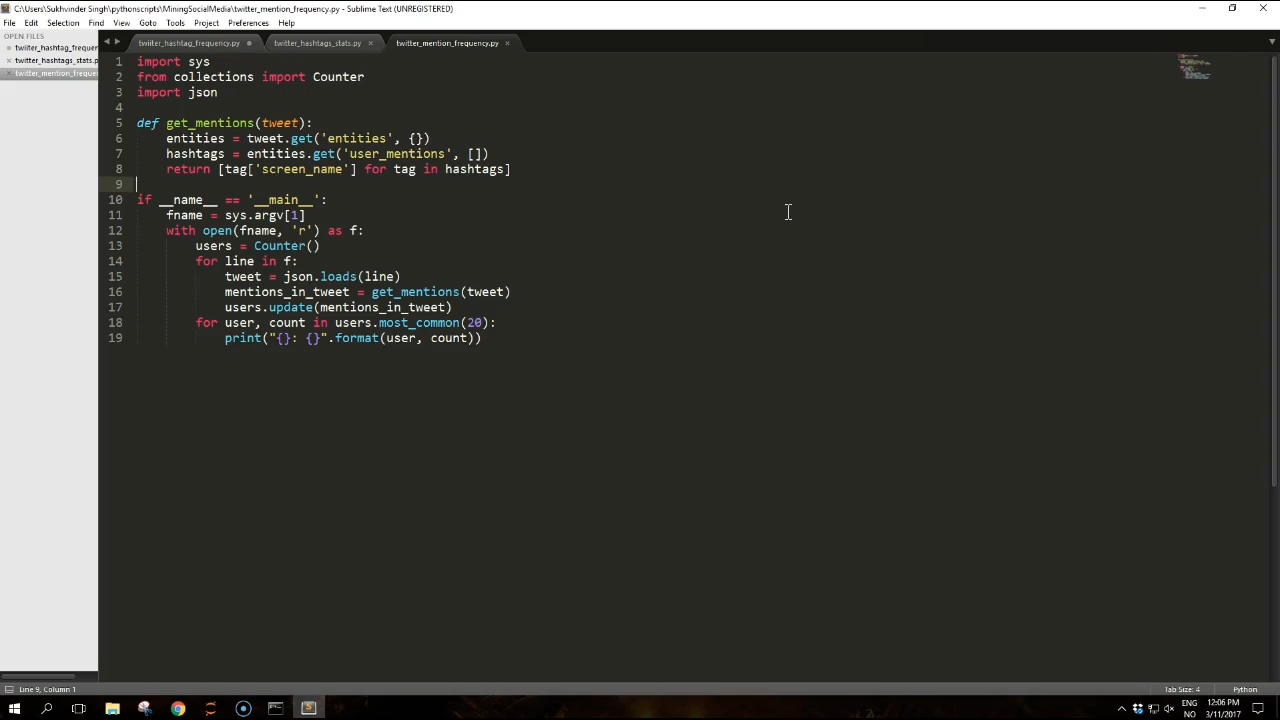 C:\Users\Sukhvinder Singh\pythonscripts\MiningSocialMedia\twitter_mention_frequency.py - Sublime Text (UNREGISTERED)
File Edit Selection Find View Goto Tools Project Preferences Help
OPEN FILES
twiiter_hashtag_frequen
twitter_hashtags_stats.p
twitter_mention_frequen
twiiter_hashtag_frequency.py twitter_hashtags_stats.py twitter_mention_frequency.py
1 import sys
2 from collections import Counter
3 import json
4
5 def get_mentions(tweet):
6 entities = tweet.get('entities', {})
7 hashtags = entities.get('user_mentions', [])
8 return [tag['screen_name'] for tag in hashtags]
9
10 if __name__ == '__main__':
11 fname = sys.argv[1]
12 with open(fname, 'r') as f:
13 users = Counter()
14 for line in f:
15 tweet = json.loads(line)
16 mentions_in_tweet = get_mentions(tweet)
17 users.update(mentions_in_tweet)
18 for user, count in users.most_common(20):
19 print("{}: {}".format(user, count))
Line 9, Column 1 Tab Size: 4 Python
ENG 12:06 PM
NO 3/11/2017